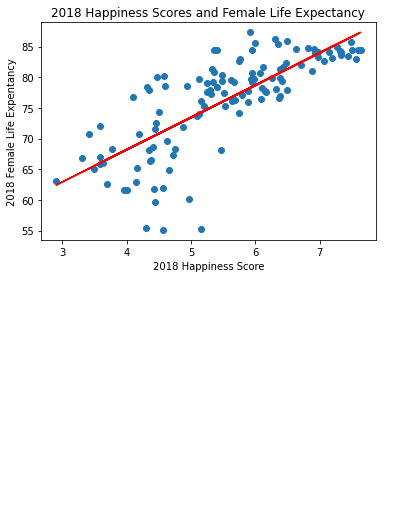 2018 Happiness Scores and Female Life Expectancy
2018 Female Life Expentancy
85
80
75
70
65
60
55
3 4 5 6 7
2018 Happiness Score